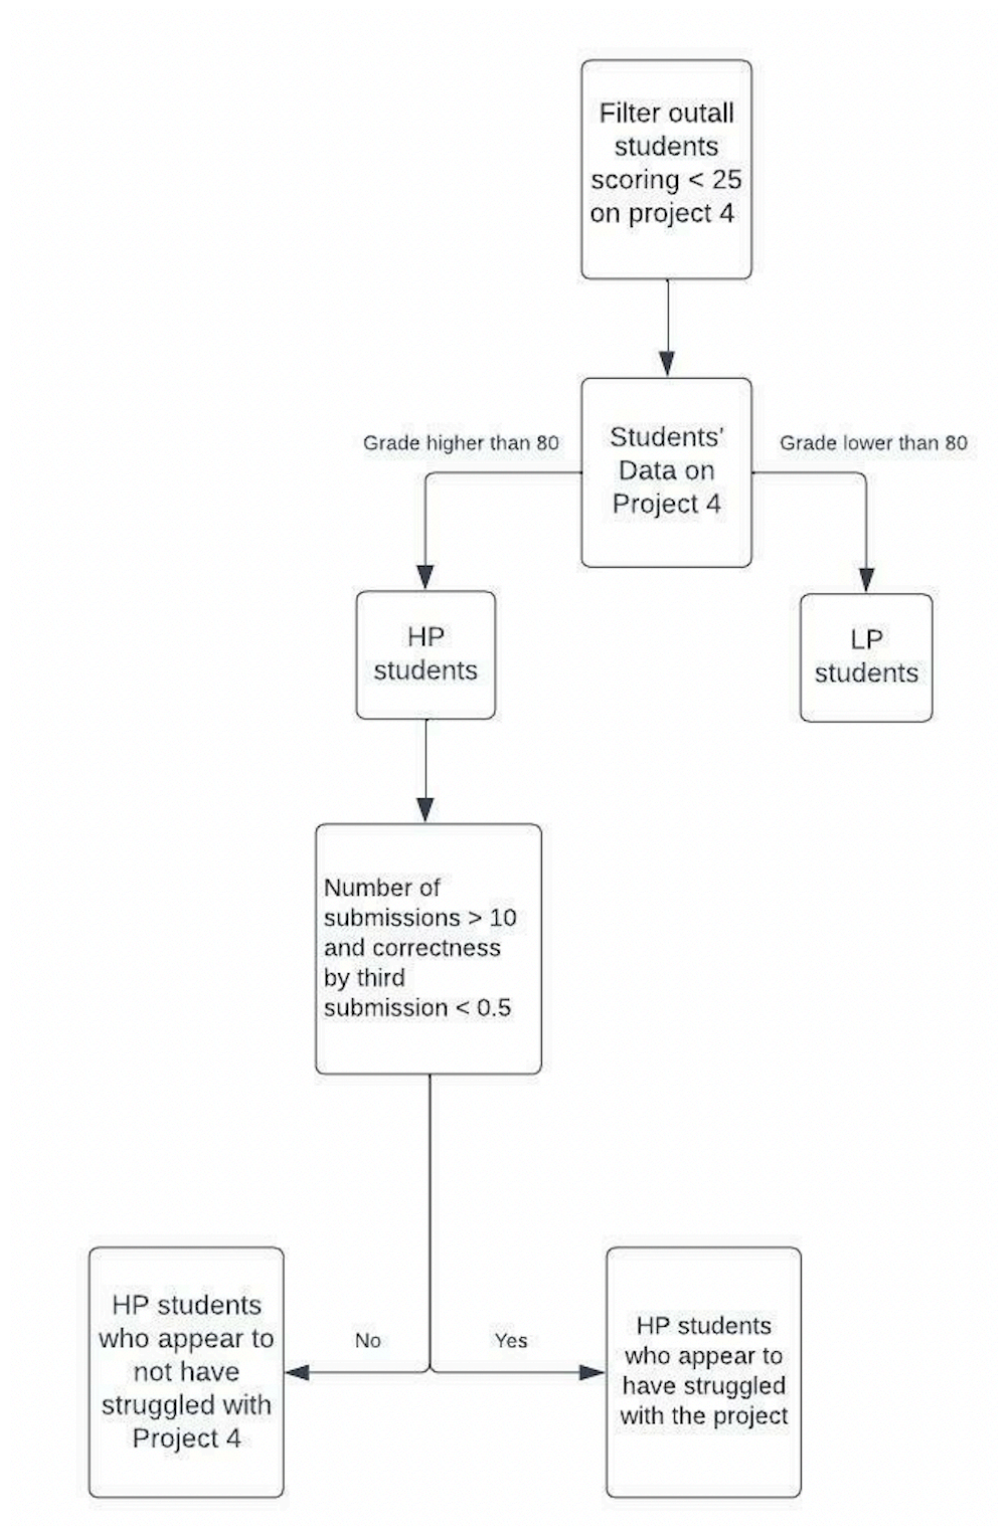 Filter outall
students
scoring < 25
on project 4
Grade higher than 80
Students'
Data on
Project 4
Grade lower than 80
HP
students
LP
students
Number of
submissions > 10
and correctness
by third
submission < 0.5
HP students
who appear to
not have
struggled with
Project 4
No
Yes
HP students
who appear to
have struggled
with the project